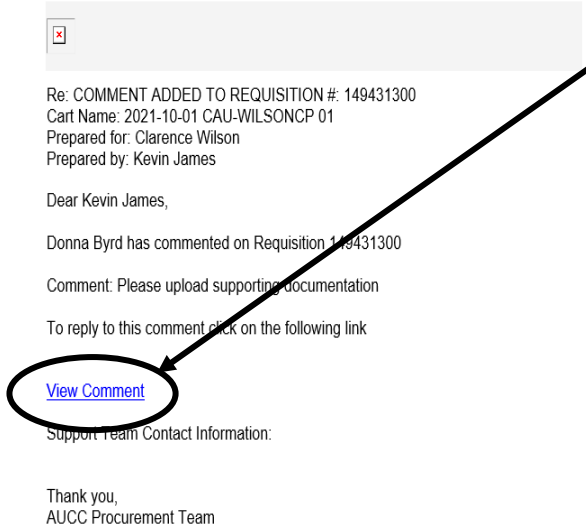 Re: COMMENT ADDED TO REQUISITION #: 149431300
Cart Name: 2021-10-01 CAU-WILSONCP 01
Prepared for: Clarence Wilson
Prepared by: Kevin James
Dear Kevin James,
Donna Byrd has commented on Requisition 149431300
Comment: Please upload supporting documentation
To reply to this comment click on the following link
View Comment
Support Team Contact Information:
Thank you,
AUCC Procurement Team